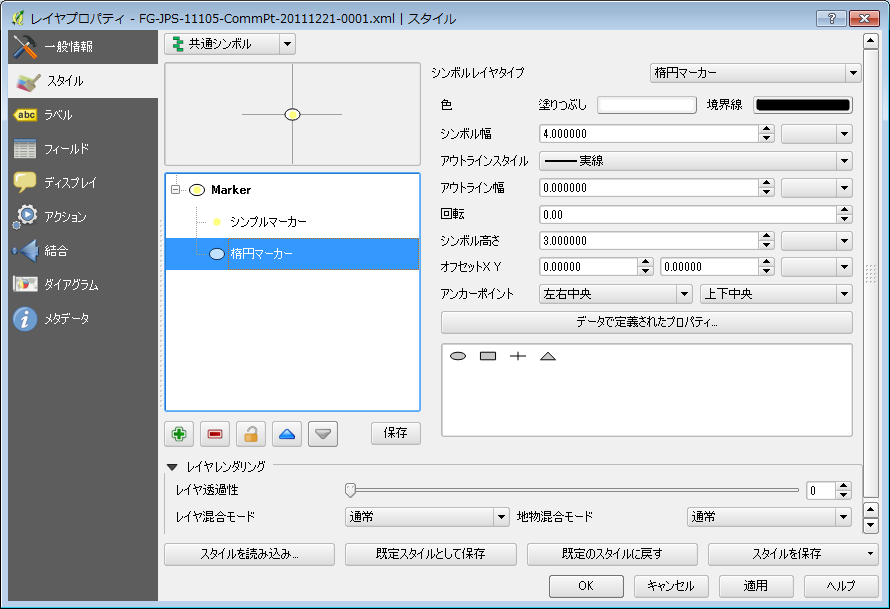 レイヤプロパティ - FG-JPS-11105-CommPt-20111221-0001.xml | スタイル
一般情報
スタイル
abc ラベル
フィールド
ディスプレイ
アクション
結合
ダイアグラム
メタデータ
共通シンボル
Marker
シンプルマーカー
楕円マーカー
保存
シンボルレイヤタイプ 楕円マーカー
色 塗りつぶし 境界線
シンボル幅 4.000000
アウトラインスタイル 実線
アウトライン幅 0.000000
回転 0.00
シンボル高さ 3.000000
オフセットX Y 0.00000 0.00000
アンカーポイント 左右中央 上下中央
データで定義されたプロパティ...
レイヤレンダリング
レイヤ透過性 0
レイヤ混合モード 通常 地物混合モード 通常
スタイルを読み込み... 既定スタイルとして保存 既定のスタイルに戻す スタイルを保存
OK キャンセル 適用 ヘルプ